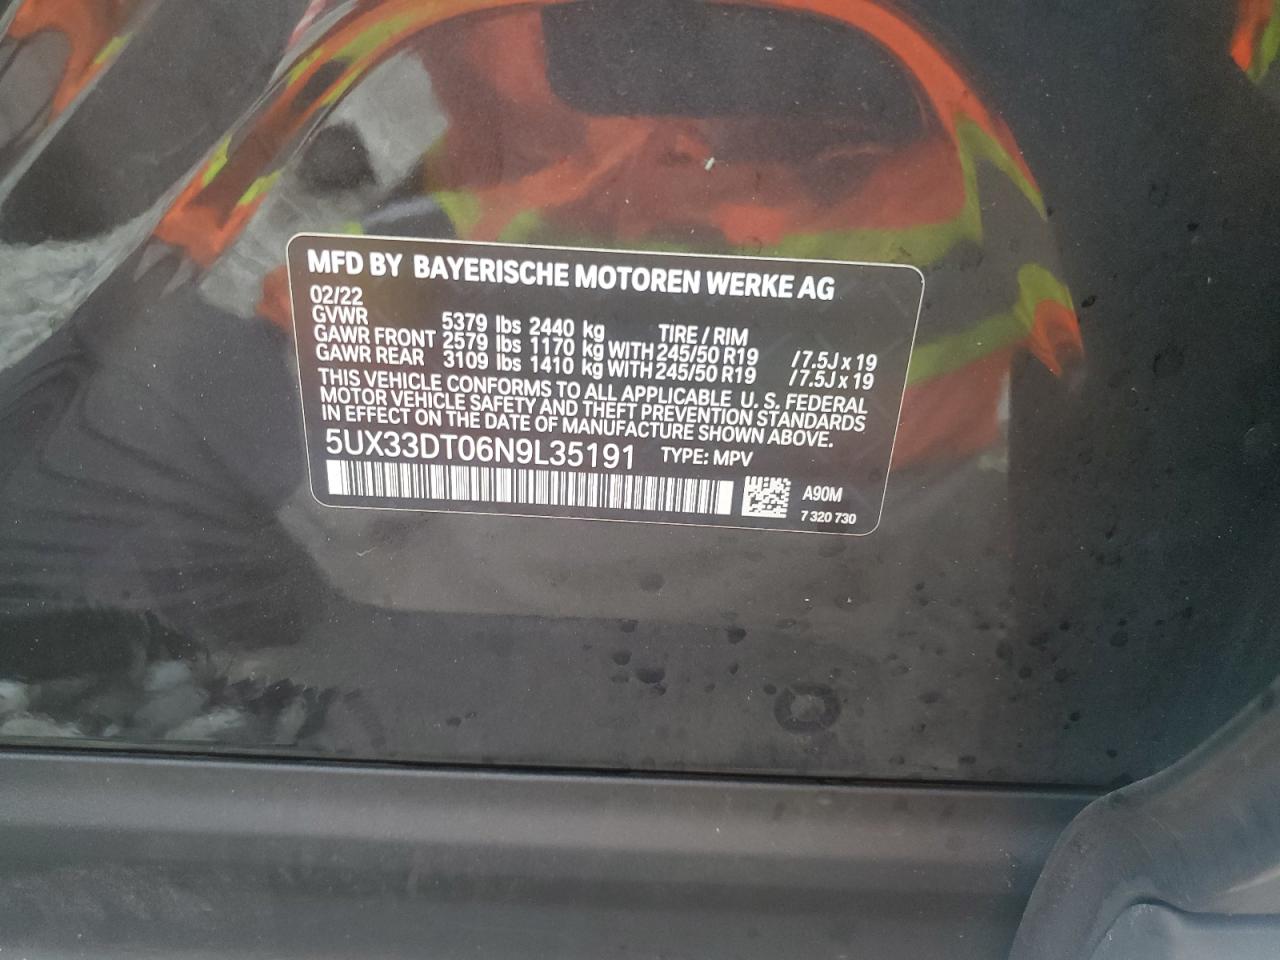 MFD BY BAYERISCHE MOTOREN WERKE AG
02/22
GVWR 5379 lbs 2440 kg TIRE / RIM
GAWR FRONT 2579 lbs 1170 kg WITH 245/50 R19 /7.5J x 19
GAWR REAR 3109 lbs 1410 kg WITH 245/50 R19 /7.5J x 19
THIS VEHICLE CONFORMS TO ALL APPLICABLE U. S. FEDERAL
MOTOR VEHICLE SAFETY AND THEFT PREVENTION STANDARDS
IN EFFECT ON THE DATE OF MANUFACTURE SHOWN ABOVE.
5UX33DT06N9L35191 TYPE: MPV
A90M
7 320 730